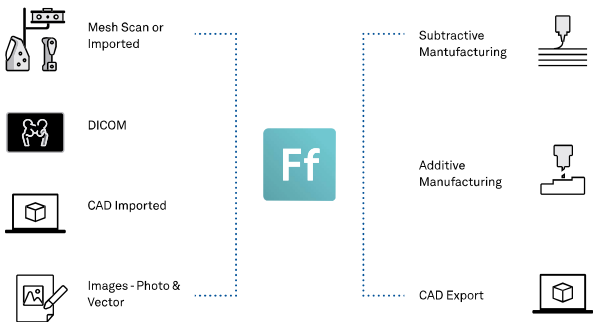 Mesh Scan or
Imported
DICOM
CAD Imported
Images - Photo &
Vector
Ff
Subtractive
Mantufacturing
Additive
Manufacturing
CAD Export